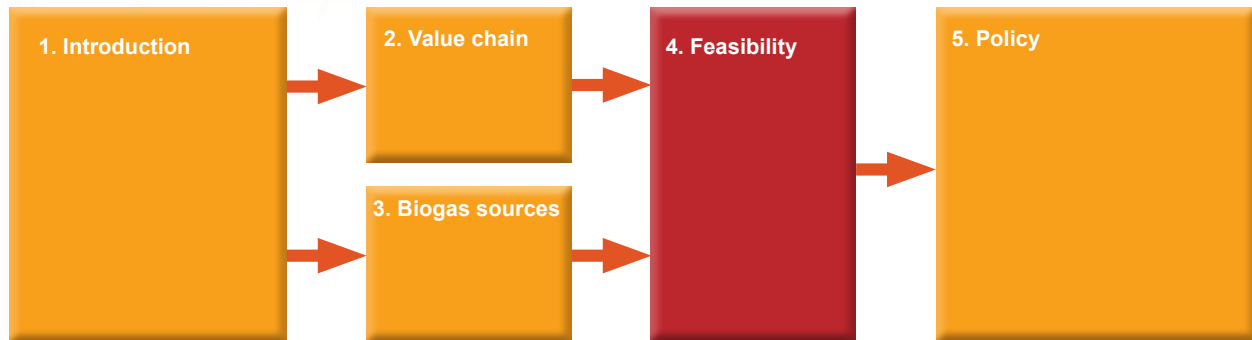 1. Introduction
2. Value chain
3. Biogas sources
4. Feasibility
5. Policy